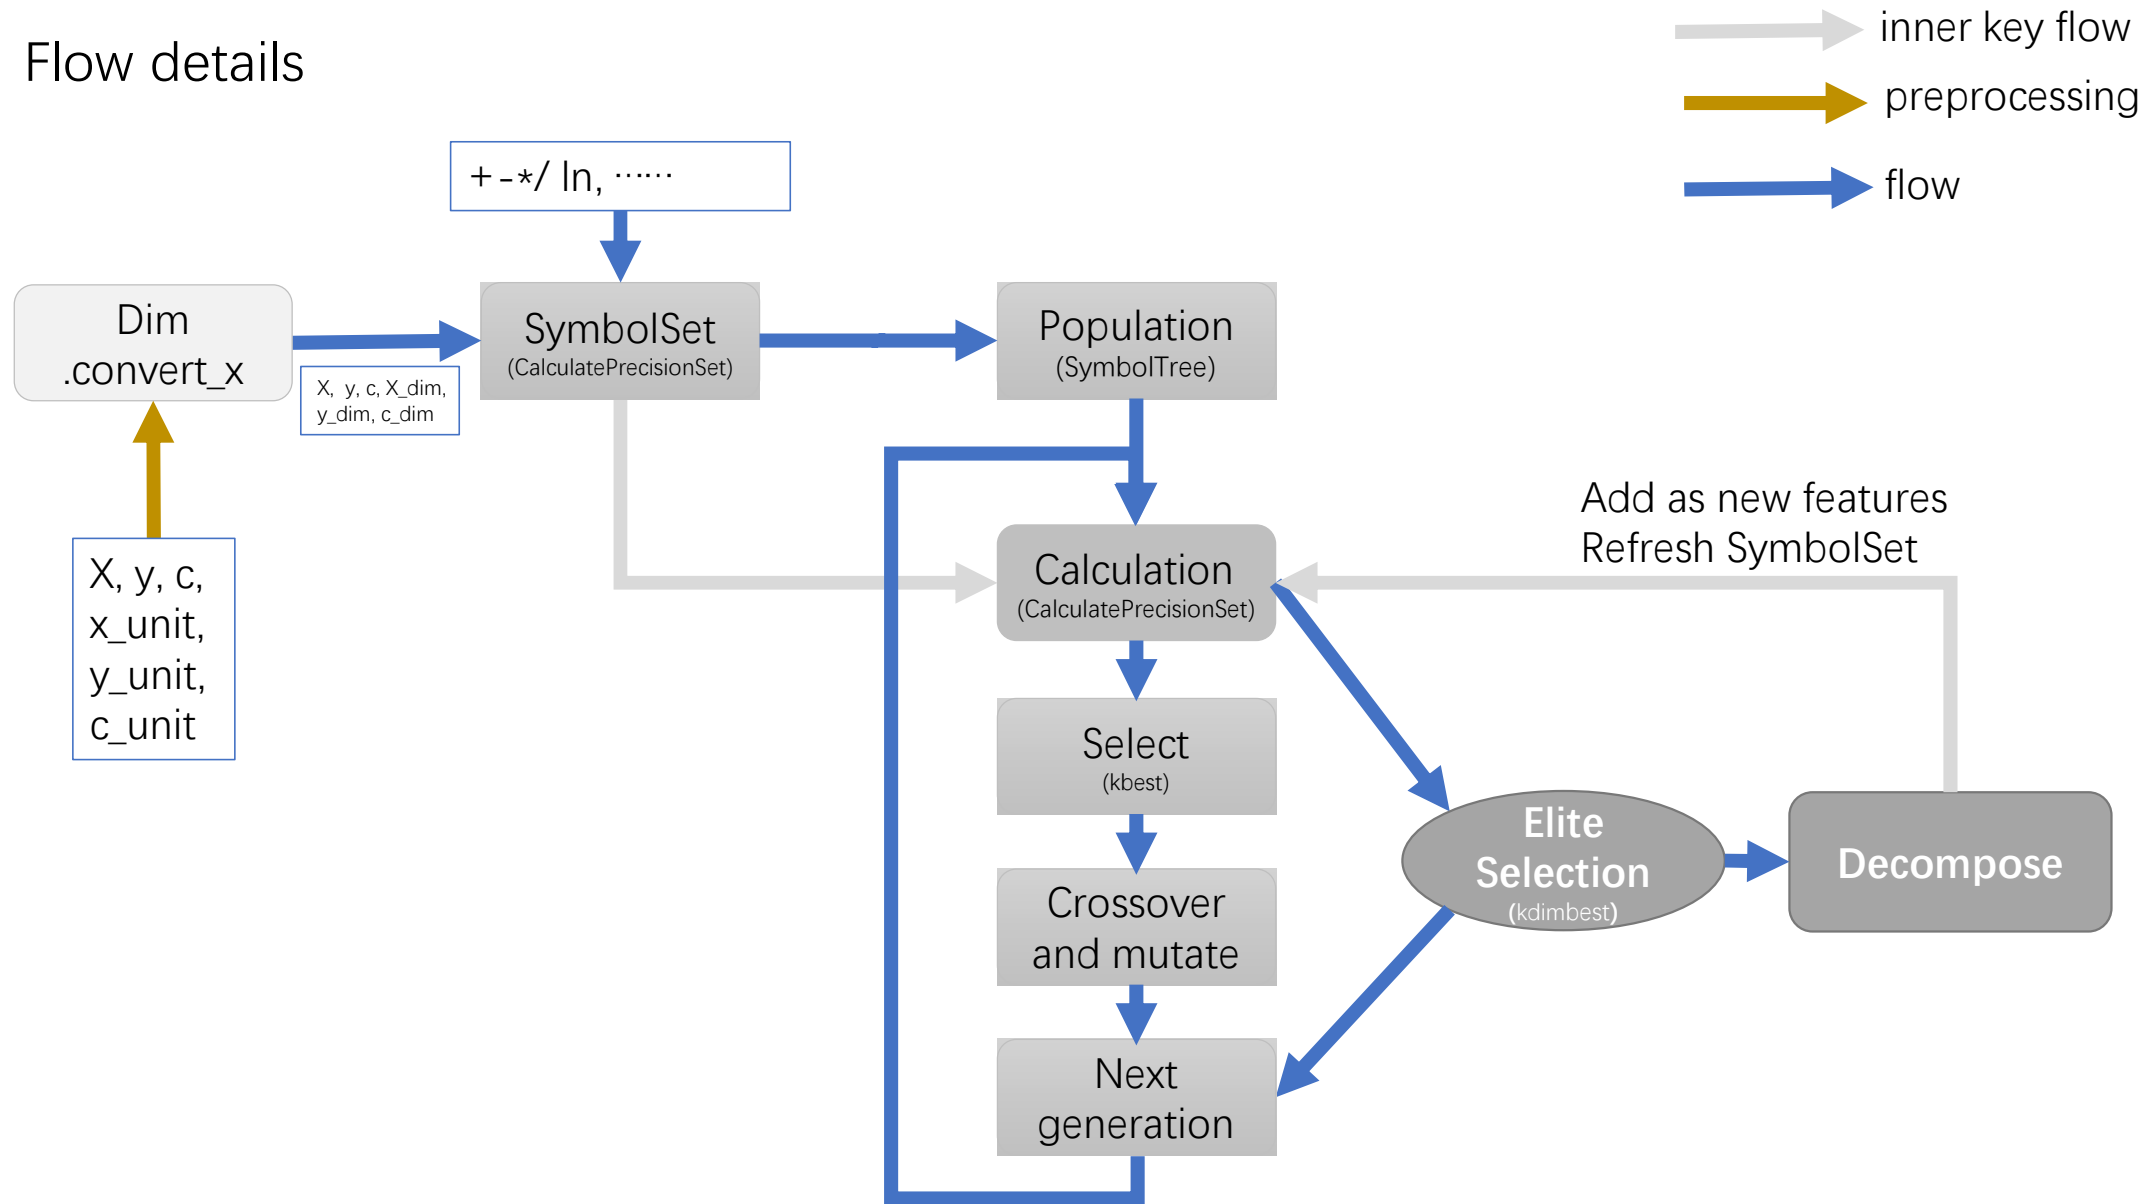 Flow details
inner key flow
preprocessing
flow
+-*/ ln, ······
Dim
.convert_x
X, y, c, X_dim,
y_dim, c_dim
SymbolSet
(CalculatePrecisionSet)
Population
(SymbolTree)
X, y, c,
x_unit,
y_unit,
c_unit
Add as new features
Refresh SymbolSet
Calculation
(CalculatePrecisionSet)
Select
(kbest)
Elite
Selection
(kdimbest)
Decompose
Crossover
and mutate
Next
generation